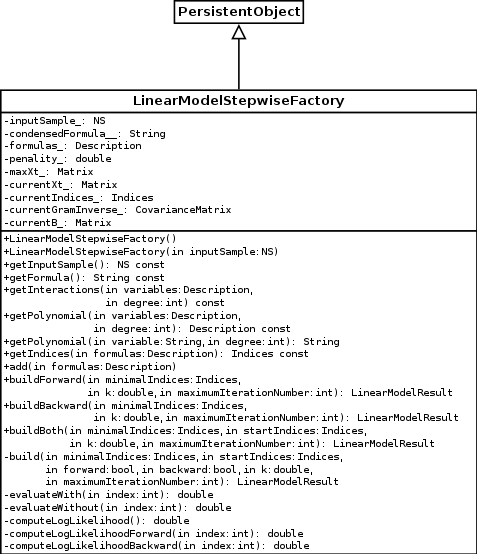 PersistentObject
LinearModelStepwiseFactory
-inputSample_: NS
-condensedFormula__: String
-formulas_: Description
-penality_: double
-maxXt_: Matrix
-currentXt_: Matrix
-currentIndices_: Indices
-currentGramInverse_: CovarianceMatrix
-currentB_: Matrix
+LinearModelStepwiseFactory()
+LinearModelStepwiseFactory(in inputSample:NS)
+getInputSample(): NS const
+getFormula(): String const
+getInteractions(in variables:Description,
in degree:int) const
+getPolynomial(in variables:Description,
in degree:int): Description const
+getPolynomial(in variable:String,in degree:int): String
+getIndices(in formulas:Description): Indices const
+add(in formulas:Description)
+buildForward(in minimalIndices:Indices,
in k:double,in maximumIterationNumber:int): LinearModelResult
+buildBackward(in minimalIndices:Indices,
in k:double,in maximumIterationNumber:int): LinearModelResult
+buildBoth(in minimalIndices:Indices,in startIndices:Indices,
in k:double,in maximumIterationNumber:int): LinearModelResult
-build(in minimalIndices:Indices,in startIndices:Indices,
in forward:bool,in backward:bool,in k:double,
in maximumIterationNumber:int): LinearModelResult
-evaluateWith(in index:int): double
-evaluateWithout(in index:int): double
-computeLogLikelihood(): double
-computeLogLikelihoodForward(in index:int): double
-computeLogLikelihoodBackward(in index:int): double